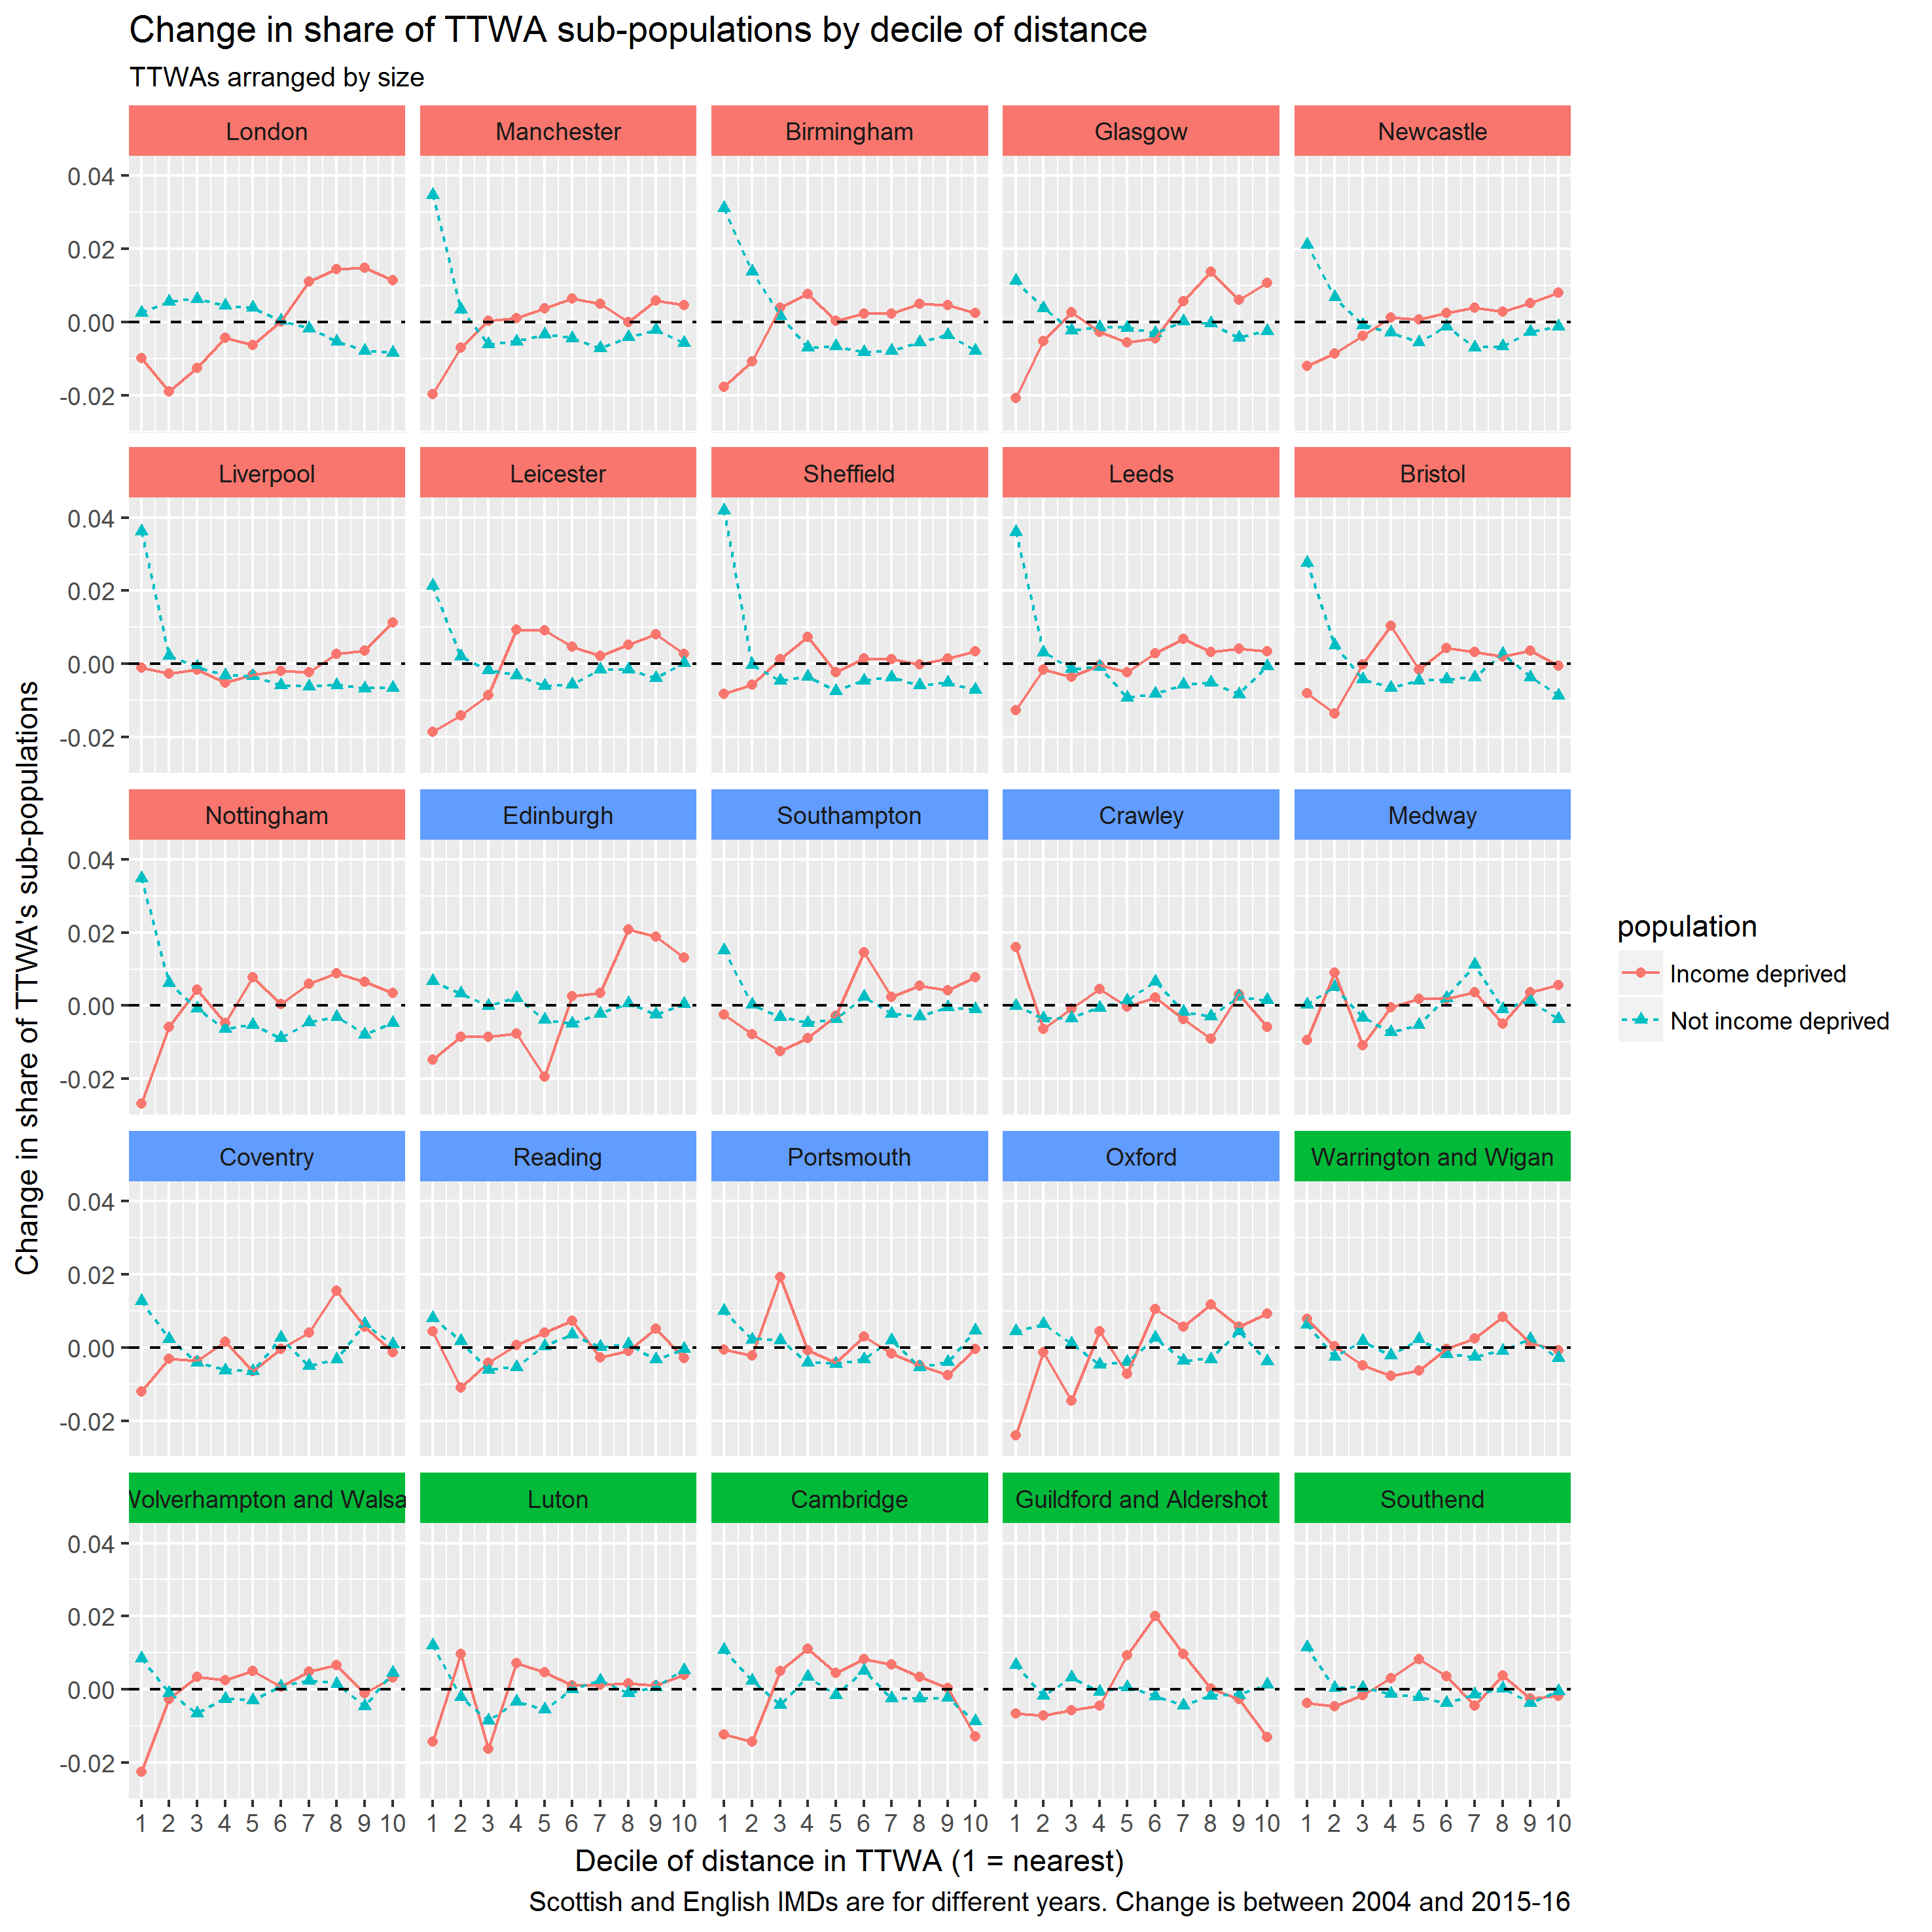 Change in share of TTWA sub-populations by decile of distance
TTWAs arranged by size
London Manchester Birmingham Glasgow Newcastle
0.04
0.02
0.00
-0.02
Liverpool Leicester Sheffield Leeds Bristol
0.04
0.02
0.00
-0.02
Nottingham Edinburgh Southampton Crawley Medway
0.04
0.02
0.00
-0.02
Coventry Reading Portsmouth Oxford Warrington and Wigan
0.04
0.02
0.00
-0.02
Wolverhampton and Walsa Luton Cambridge Guildford and Aldershot Southend
0.04
0.02
0.00
-0.02
1 2 3 4 5 6 7 8 9 10 1 2 3 4 5 6 7 8 9 10 1 2 3 4 5 6 7 8 9 10 1 2 3 4 5 6 7 8 9 10 1 2 3 4 5 6 7 8 9 10
Decile of distance in TTWA (1 = nearest)
Scottish and English IMDs are for different years. Change is between 2004 and 2015-16
Change in share of TTWA's sub-populations
population
Income deprived
Not income deprived